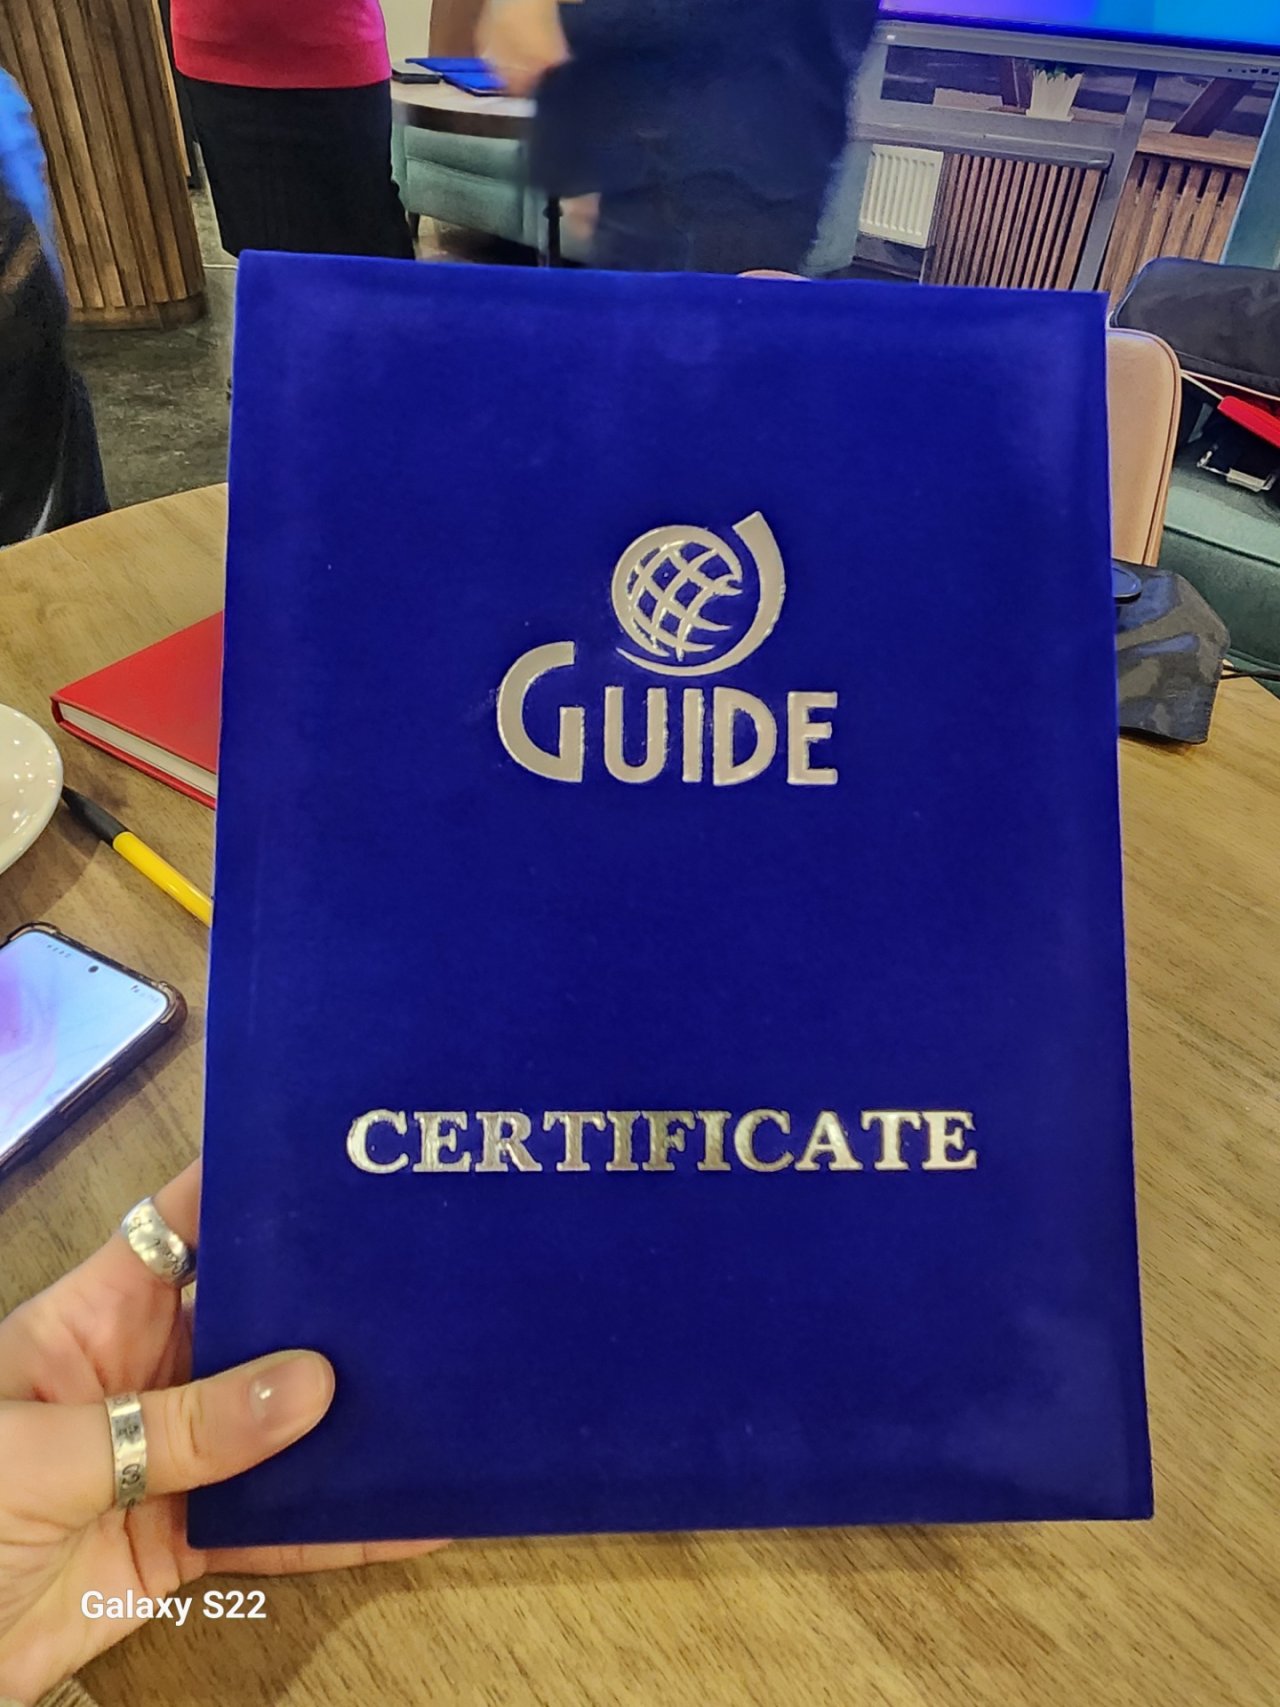 GUIDE
CERTIFICATE
Galaxy S22